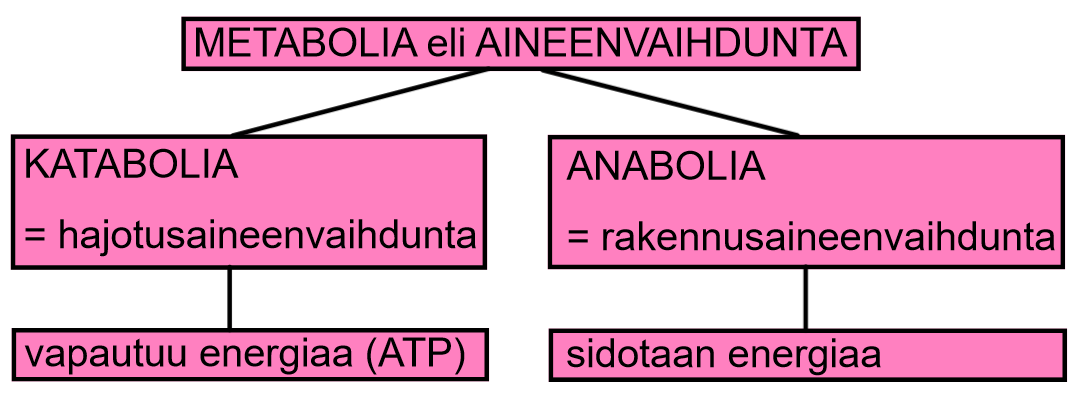 METABOLIA eli AINEENVAIHDUNTA
KATABOLIA
= hajotusaineenvaihdunta
vapautuu energiaa (ATP)
ANABOLIA
= rakennusaineenvaihdunta
sidotaan energiaa